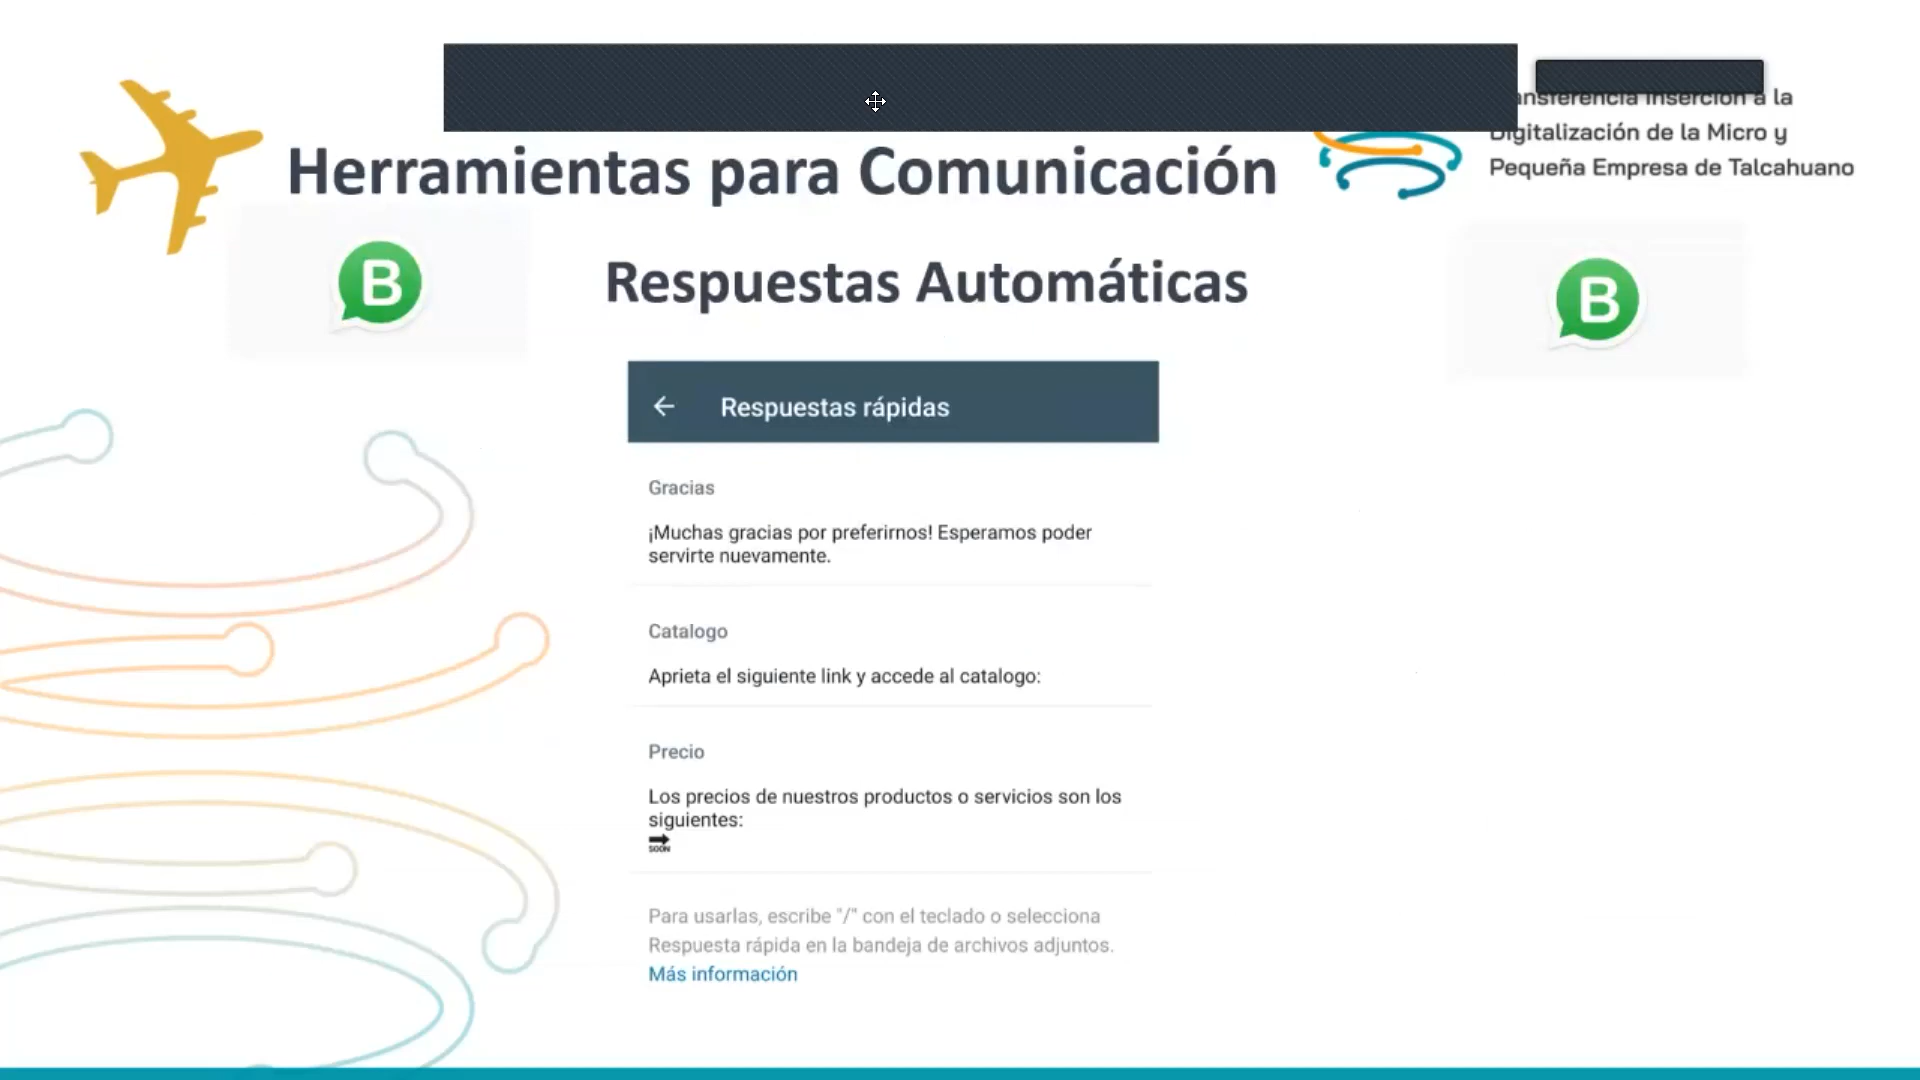 inserción a la
Digitalización de la Micro y
Pequeña Empresa de Talcahuano
Herramientas para Comunicación
B
Respuestas Automáticas
B
Respuestas rápidas
Gracias
¡Muchas gracias por preferirnos! Esperamos poder
servirte nuevamente.
Catalogo
Aprieta el siguiente link y accede al catalogo:
Precio
Los precios de nuestros productos o servicios son los
siguientes:
SOON
Para usarlas, escribe "/" con el teclado o selecciona
Respuesta rápida en la bandeja de archivos adjuntos.
Más información